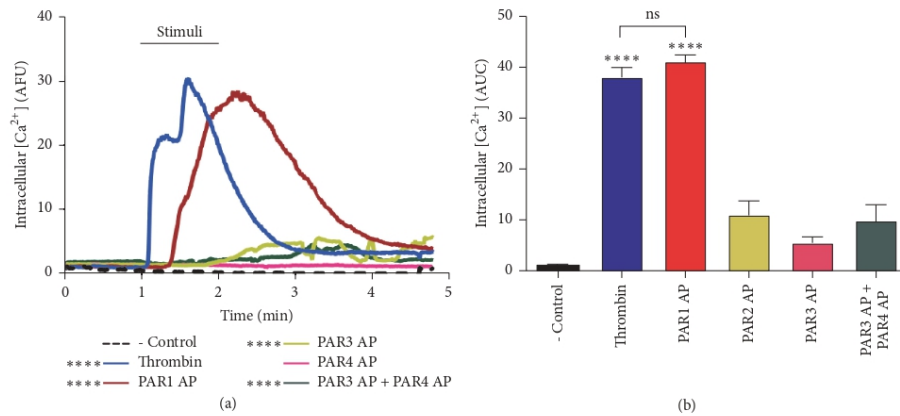 40
30
20
10
0
Intracellular [Ca²⁺] (AFU)
Stimuli
0 1 2 3 4 5
Time (min)
- Control
**** Thrombin
**** PAR1 AP
**** PAR3 AP
PAR4 AP
**** PAR3 AP + PAR4 AP
(a)
50
40
30
20
10
0
Intracellular [Ca²⁺] (AUC)
ns
**** ****
- Control
Thrombin
PAR1 AP
PAR2 AP
PAR3 AP
PAR3 AP +
PAR4 AP
(b)